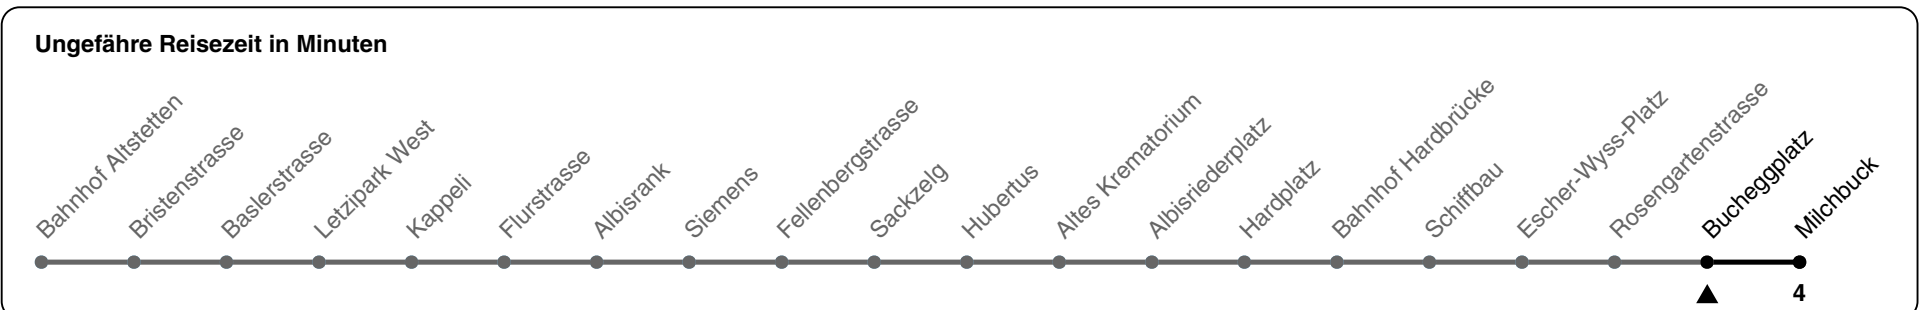 Ungefähre Reisezeit in Minuten
Bahnhof Altstetten
Bristenstrasse
Baslerstrasse
Letzipark West
Kappeli
Flurstrasse
Albisrank
Siemens
Fellenbergstrasse
Sackzelg
Hubertus
Altes Krematorium
Albisriederplatz
Hardplatz
Bahnhof Hardbrücke
Schiffbau
Escher-Wyss-Platz
Rosengartenstrasse
Bucheggplatz
Milchbuck
4